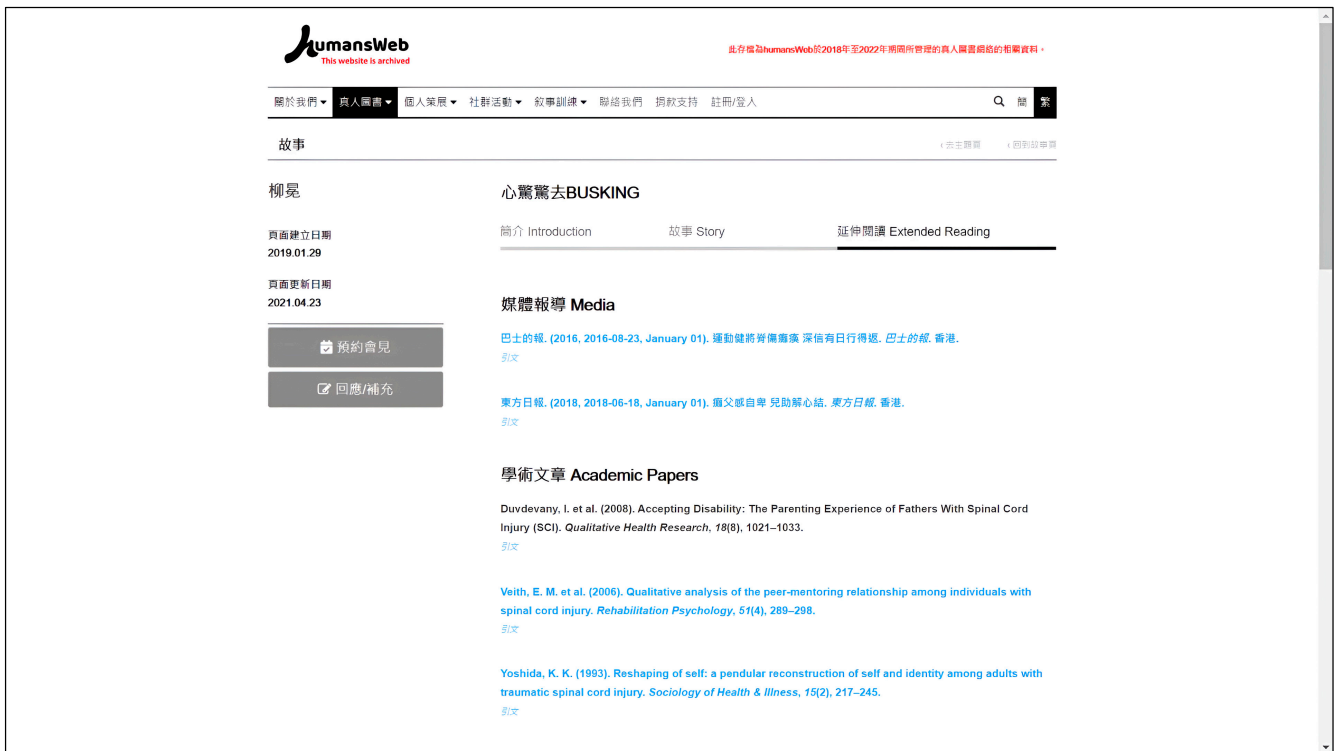 humansWeb
This website is archived
此存檔為humansWeb於2018年至2022年期間所管理的真人圖書網絡的相關資料。
關於我們 真人圖書 個人策展 社群活動 敘事訓練 聯絡我們 捐款支持 註冊/登入 簡 繁
故事 ‹ 去主題頁 ‹ 回到故事頁
柳冕
頁面建立日期
2019.01.29
頁面更新日期
2021.04.23
預約會見
回應/補充
心驚驚去BUSKING
簡介 Introduction 故事 Story 延伸閱讀 Extended Reading
媒體報導 Media
巴士的報. (2016, 2016-08-23, January 01). 運動健將脊傷癱瘓 深信有日行得返. 巴士的報. 香港.
引文
東方日報. (2018, 2018-06-18, January 01). 癱父感自卑 兒助解心結. 東方日報. 香港.
引文
學術文章 Academic Papers
Duvdevany, I. et al. (2008). Accepting Disability: The Parenting Experience of Fathers With Spinal Cord
Injury (SCI). Qualitative Health Research, 18(8), 1021–1033.
引文
Veith, E. M. et al. (2006). Qualitative analysis of the peer-mentoring relationship among individuals with
spinal cord injury. Rehabilitation Psychology, 51(4), 289–298.
引文
Yoshida, K. K. (1993). Reshaping of self: a pendular reconstruction of self and identity among adults with
traumatic spinal cord injury. Sociology of Health & Illness, 15(2), 217–245.
引文